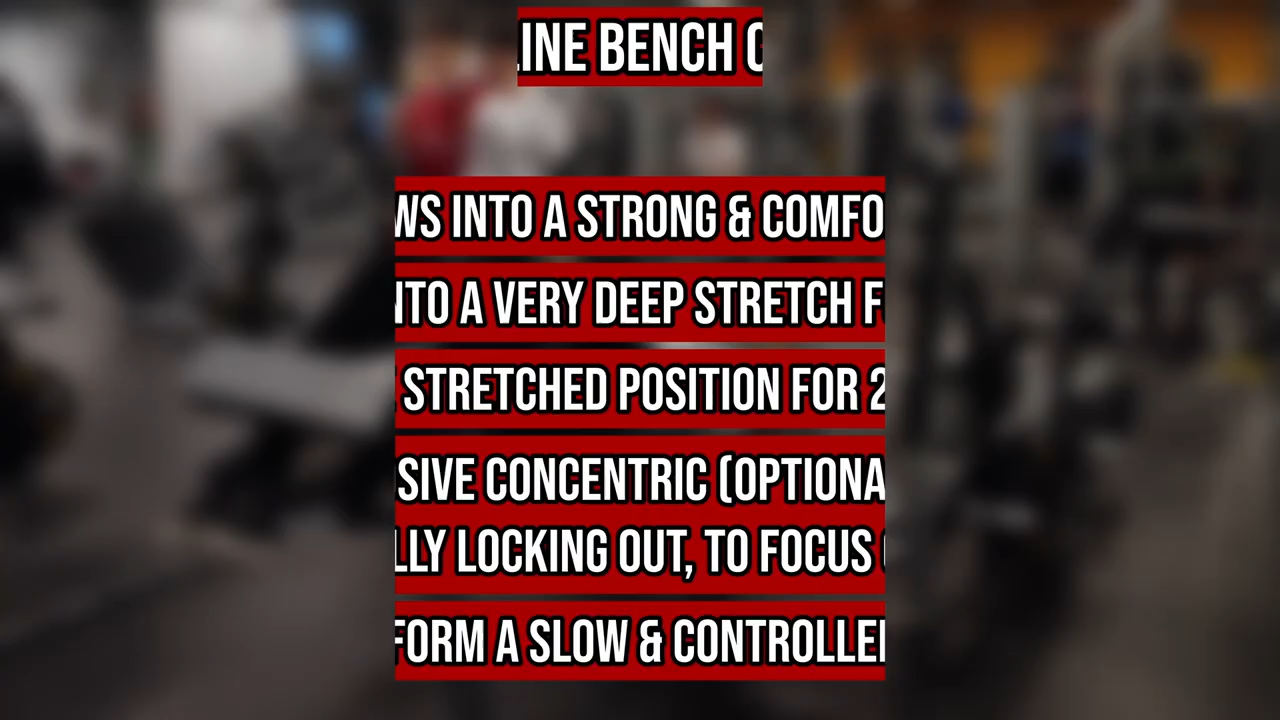 LINE BENCH
WS INTO A STRONG & COMFO
NTO A VERY DEEP STRETCH F
STRETCHED POSITION FOR 2
SIVE CONCENTRIC (OPTIONA
LLY LOCKING OUT, TO FOCUS
FORM A SLOW & CONTROLLE